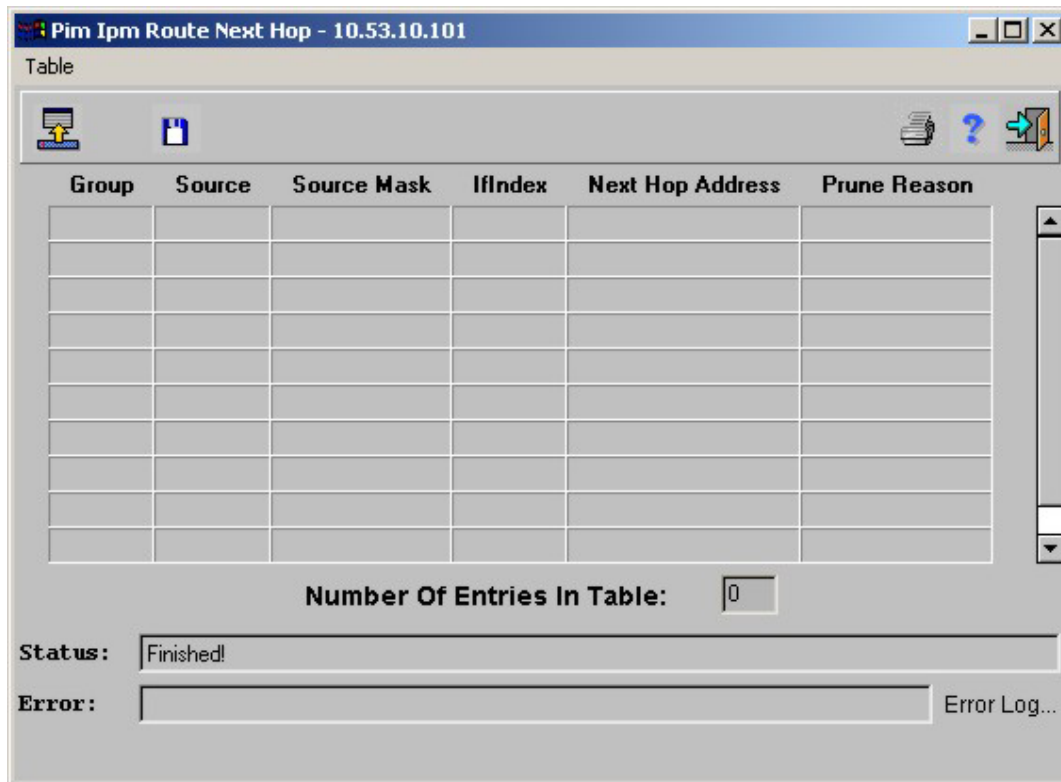 Pim Ipm Route Next Hop - 10.53.10.101
Table
Group Source Source Mask IfIndex Next Hop Address Prune Reason
Number Of Entries In Table: 0
Status: Finished!
Error: Error Log...